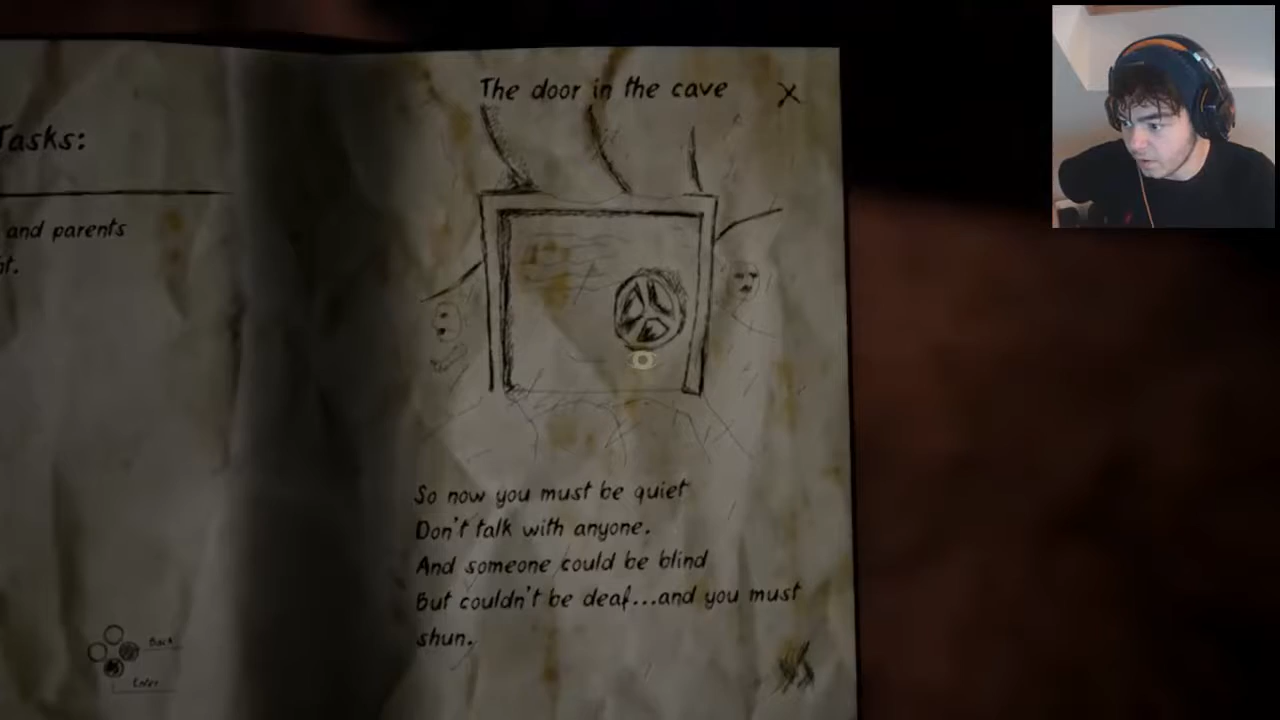 Tasks:
and parents
The door in the cave
X
So now you must be quiet
Don't talk with anyone.
And someone could be blind
But couldn't be deaf...and you must
shun.
Back
Enter